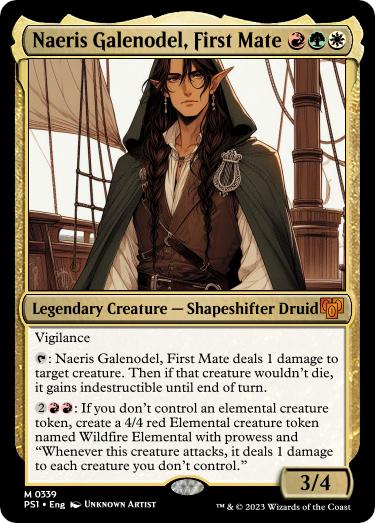 Naeris Galenodel, First Mate
Legendary Creature — Shapeshifter Druid
Vigilance
: Naeris Galenodel, First Mate deals 1 damage to
target creature. Then if that creature wouldn't die,
it gains indestructible until end of turn.
2: If you don't control an elemental creature
token, create a 4/4 red Elemental creature token
named Wildfire Elemental with prowess and
"Whenever this creature attacks, it deals 1 damage
to each creature you don't control."
3/4
M 0339
PS1 • Eng Unknown Artist
™ & © 2023 Wizards of the Coast